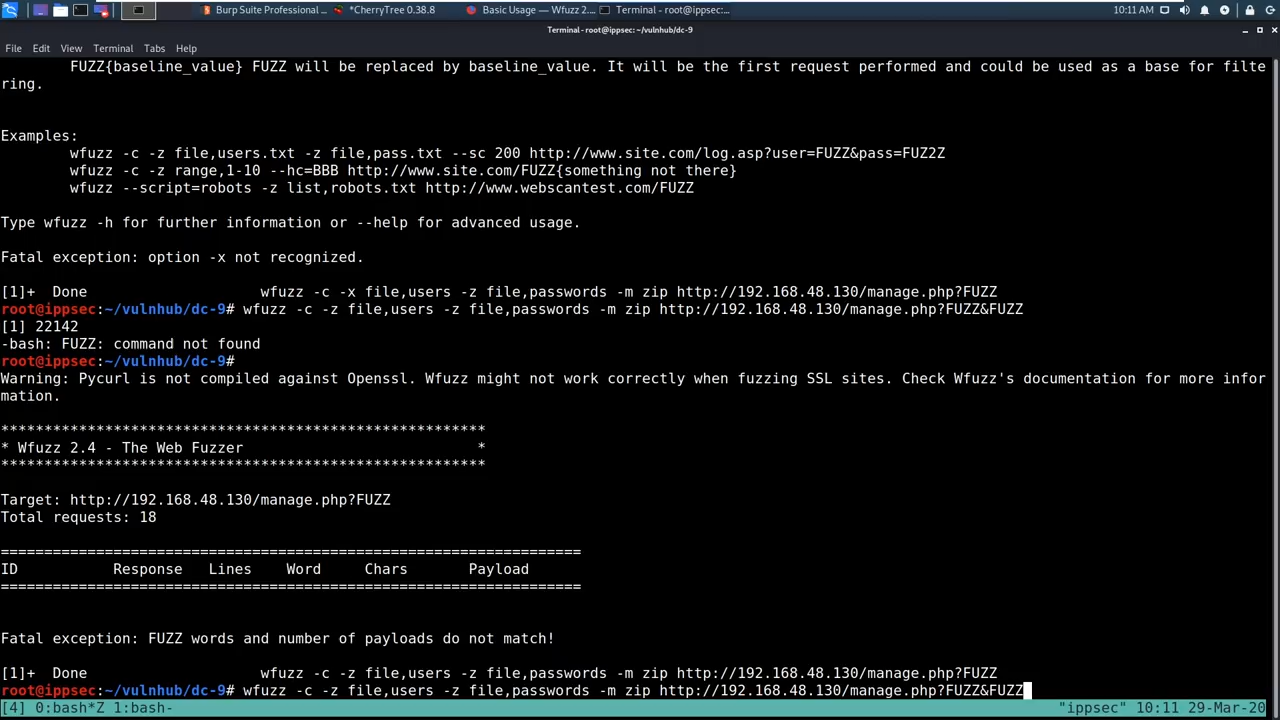 Burp Suite Professional ... *CherryTree 0.38.8 Basic Usage — Wfuzz 2.... Terminal - root@ippsec:... 10:11 AM
Terminal - root@ippsec:~/vulnhub/dc-9
File Edit View Terminal Tabs Help
FUZZ{baseline_value} FUZZ will be replaced by baseline_value. It will be the first request performed and could be used as a base for filte
ring.
Examples:
wfuzz -c -z file,users.txt -z file,pass.txt --sc 200 http://www.site.com/log.asp?user=FUZZ&pass=FUZ2Z
wfuzz -c -z range,1-10 --hc=BBB http://www.site.com/FUZZ{something not there}
wfuzz --script=robots -z list,robots.txt http://www.webscantest.com/FUZZ
Type wfuzz -h for further information or --help for advanced usage.
Fatal exception: option -x not recognized.
[1]+  Done                    wfuzz -c -x file,users -z file,passwords -m zip http://192.168.48.130/manage.php?FUZZ
root@ippsec:~/vulnhub/dc-9# wfuzz -c -z file,users -z file,passwords -m zip http://192.168.48.130/manage.php?FUZZ&FUZZ
[1] 22142
-bash: FUZZ: command not found
root@ippsec:~/vulnhub/dc-9#
Warning: Pycurl is not compiled against Openssl. Wfuzz might not work correctly when fuzzing SSL sites. Check Wfuzz's documentation for more infor
mation.
********************************************************
* Wfuzz 2.4 - The Web Fuzzer                           *
********************************************************
Target: http://192.168.48.130/manage.php?FUZZ
Total requests: 18
===================================================================
ID           Response   Lines    Word     Chars       Payload
===================================================================
Fatal exception: FUZZ words and number of payloads do not match!
[1]+  Done                    wfuzz -c -z file,users -z file,passwords -m zip http://192.168.48.130/manage.php?FUZZ
root@ippsec:~/vulnhub/dc-9# wfuzz -c -z file,users -z file,passwords -m zip http://192.168.48.130/manage.php?FUZZ&FUZZ
[4] 0:bash*Z 1:bash- "ippsec" 10:11 29-Mar-20